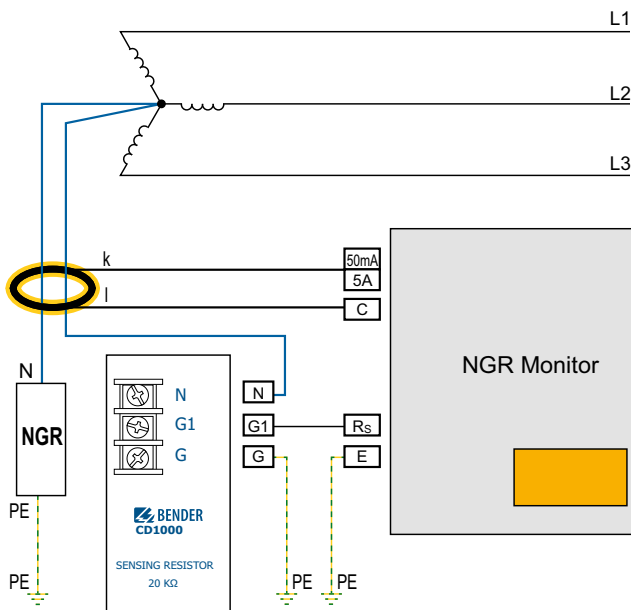 L1
L2
L3
k
50mA
5A
l
C
NGR Monitor
N
NGR
N
G1
G
N
G1
G
RS
E
PE
BENDER
CD1000
SENSING RESISTOR
20 KΩ
PE
PE
PE